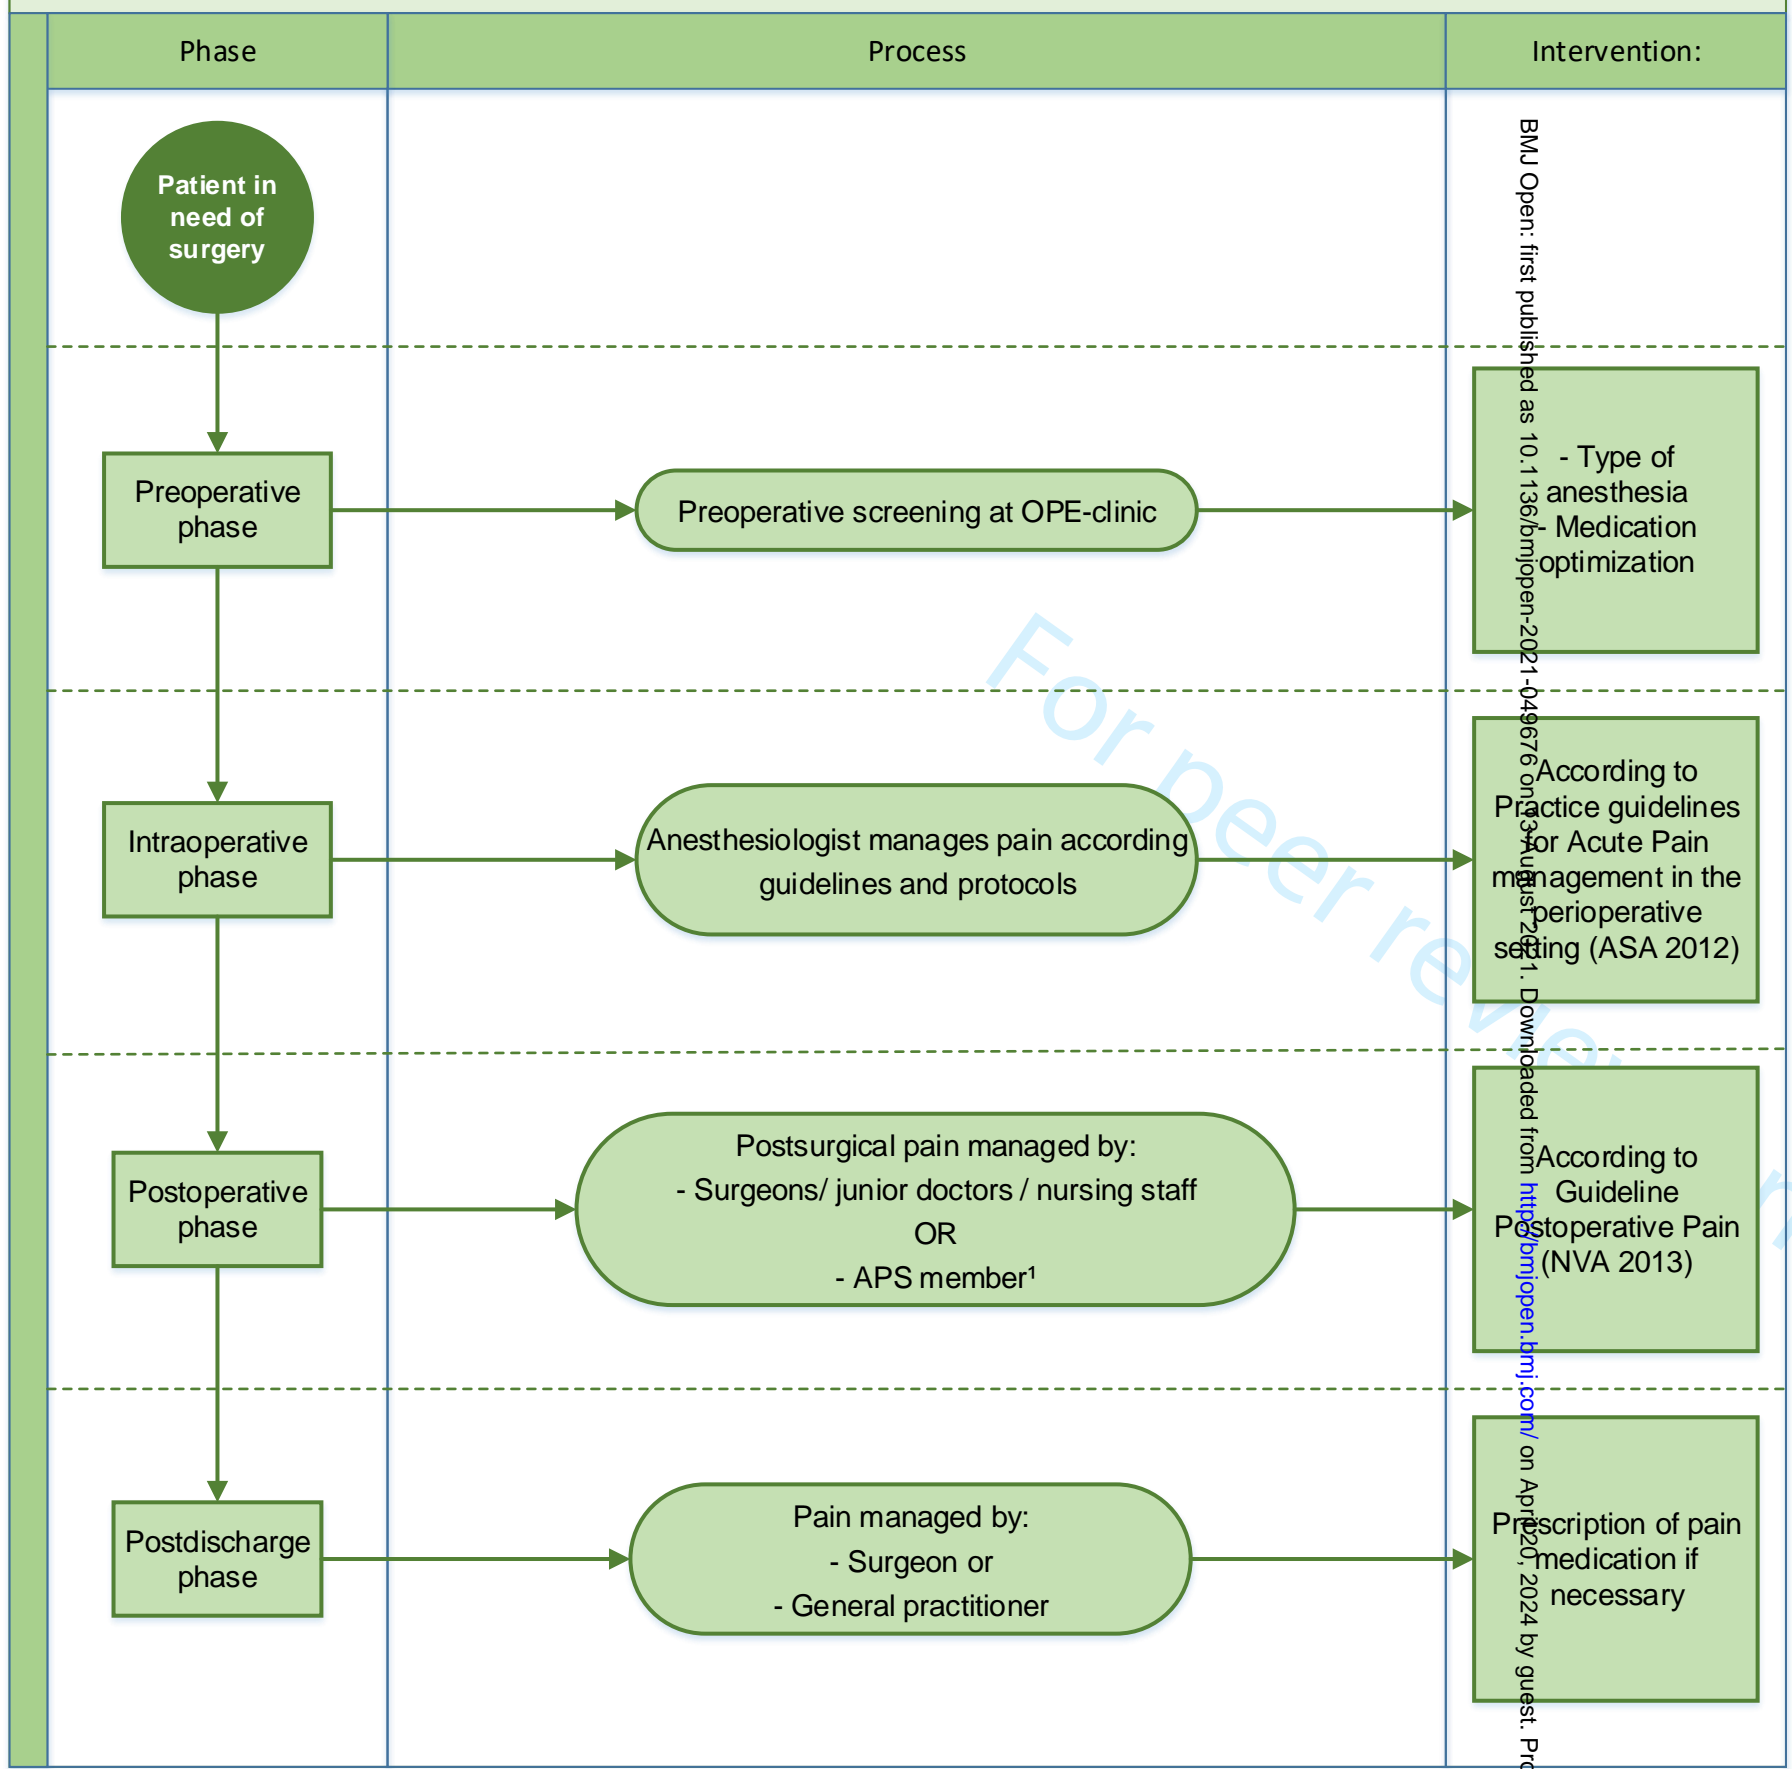 Phase
Process
Intervention:
Patient in
need of
surgery
Preoperative
phase
Preoperative screening at OPE-clinic
- Type of
anesthesia
- Medication
optimization
Intraoperative
phase
Anesthesiologist manages pain according
guidelines and protocols
According to
Practice guidelines
for Acute Pain
management in the
perioperative
setting (ASA 2012)
Postoperative
phase
Postsurgical pain managed by:
- Surgeons/ junior doctors / nursing staff
OR
- APS member¹
According to
Guideline
Postoperative Pain
(NVA 2013)
Postdischarge
phase
Pain managed by:
- Surgeon or
- General practitioner
Prescription of pain
medication if
necessary
For peer review
BMJ Open: first published as 10.1136/bmjopen-2021-049676 on 13 August 2021. Downloaded from http://bmjopen.bmj.com/ on April 20, 2024 by guest.